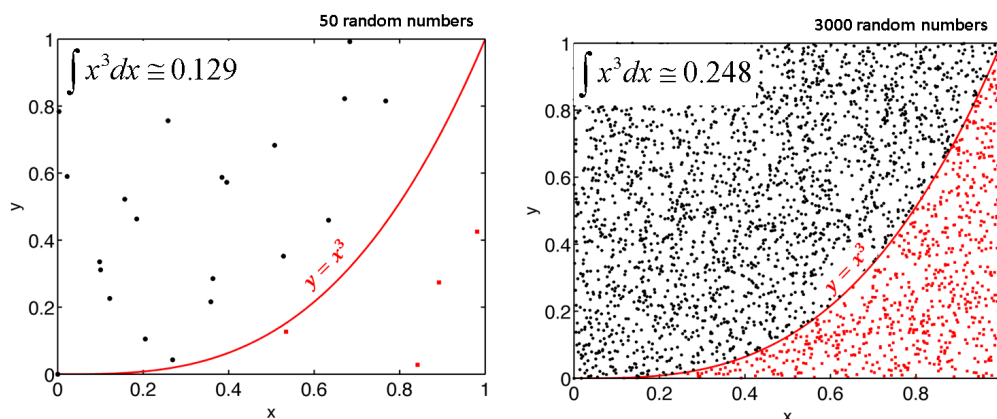 50 random numbers
∫ x³dx ≅ 0.129
1
0.8
0.6
0.4
0.2
0
y
y = x³
0 0.2 0.4 0.6 0.8 1
x
3000 random numbers
∫ x³dx ≅ 0.248
1
0.8
0.6
0.4
0.2
0
y
y = x³
0 0.2 0.4 0.6 0.8
x